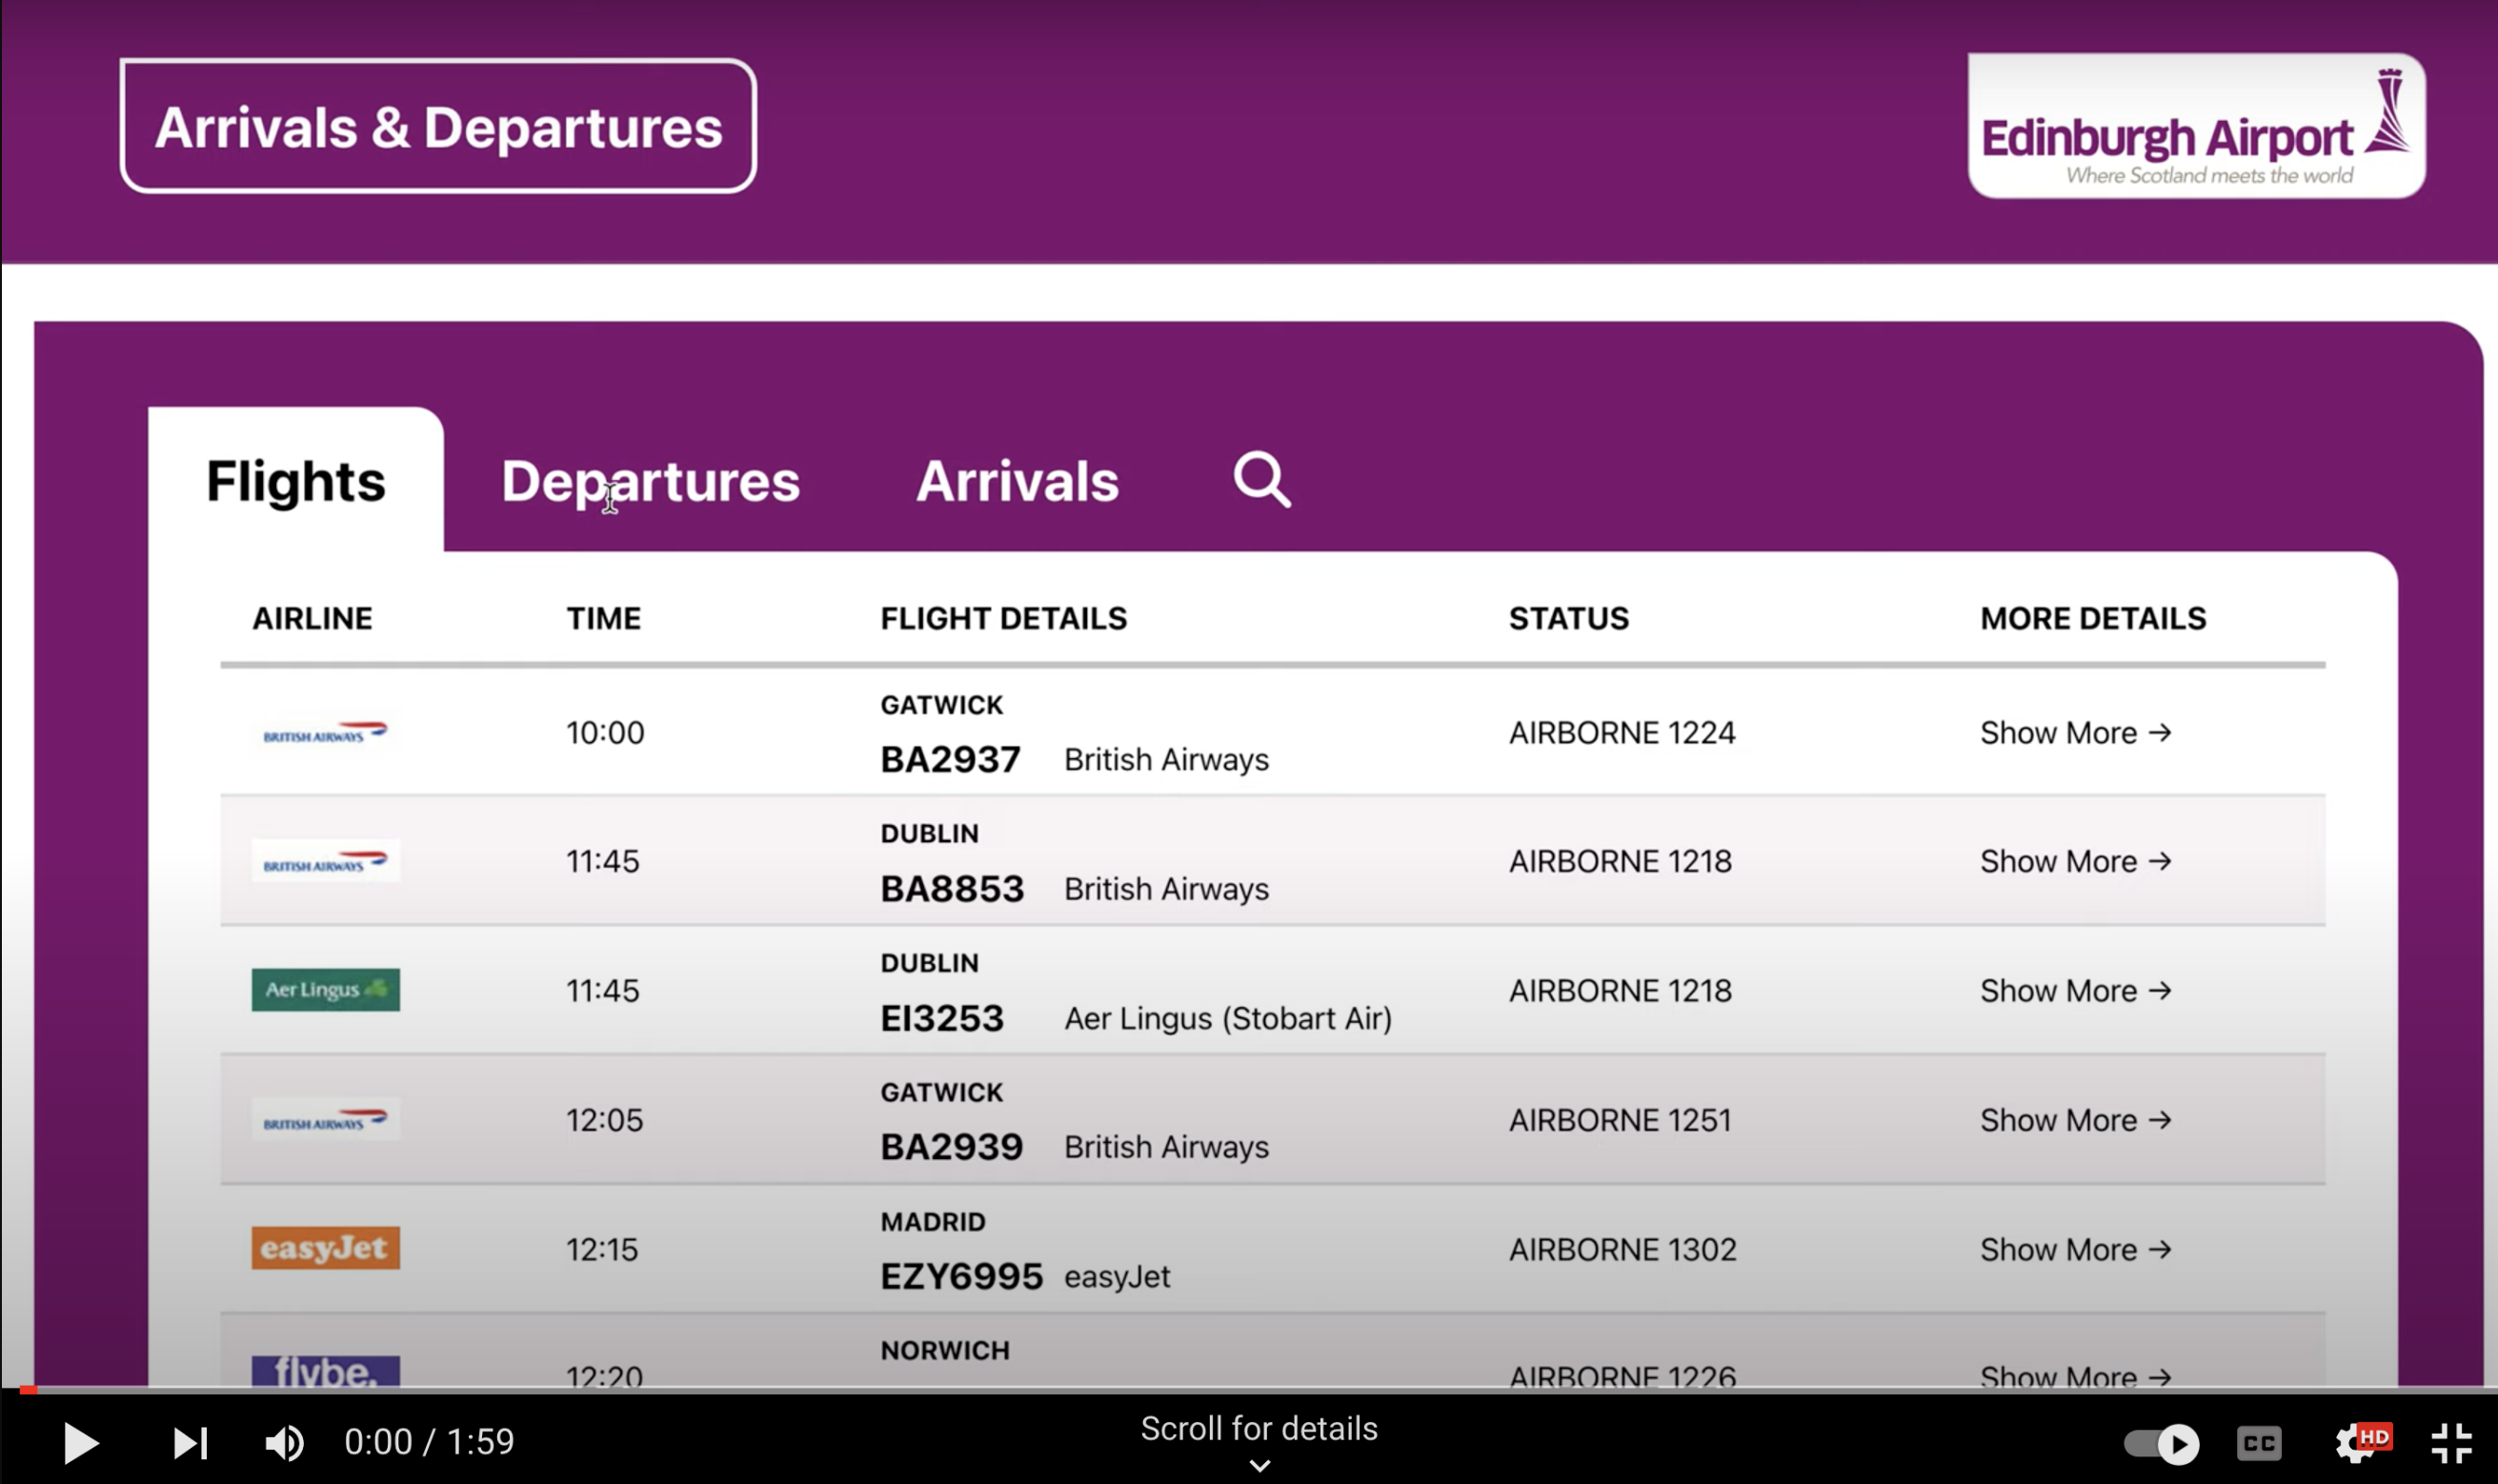 Arrivals & Departures
Edinburgh Airport
Where Scotland meets the world
Flights Departures Arrivals
AIRLINE TIME FLIGHT DETAILS STATUS MORE DETAILS
GATWICK
BRITISH AIRWAYS 10:00 AIRBORNE 1224 Show More →
BA2937 British Airways
DUBLIN
BRITISH AIRWAYS 11:45 AIRBORNE 1218 Show More →
BA8853 British Airways
DUBLIN
Aer Lingus 11:45 AIRBORNE 1218 Show More →
EI3253 Aer Lingus (Stobart Air)
GATWICK
BRITISH AIRWAYS 12:05 AIRBORNE 1251 Show More →
BA2939 British Airways
MADRID
easyJet 12:15 AIRBORNE 1302 Show More →
EZY6995 easyJet
NORWICH
flybe. 12:20 AIRBORNE 1226 Show More →
0:00 / 1:59 Scroll for details CC HD